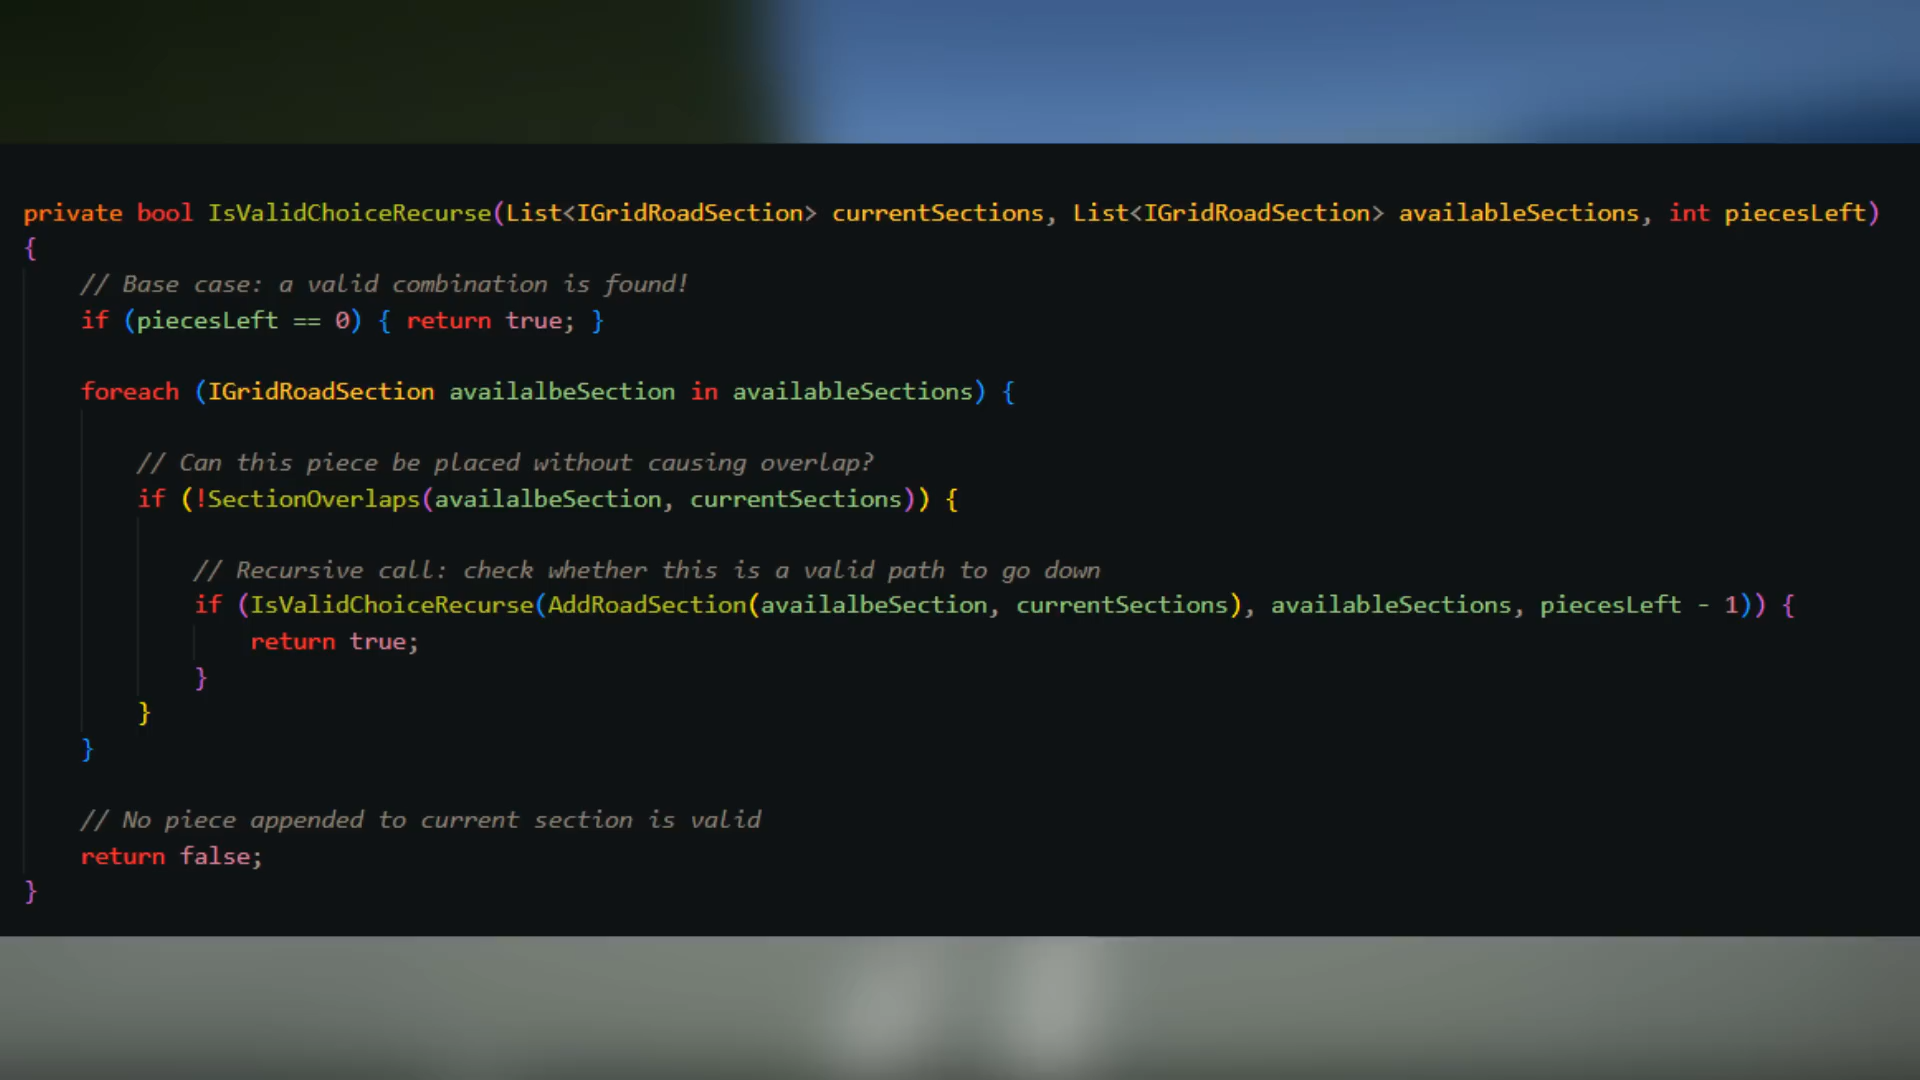 private bool IsValidChoiceRecurse(List<IGridRoadSection> currentSections, List<IGridRoadSection> availableSections, int piecesLeft)
{
// Base case: a valid combination is found!
if (piecesLeft == 0) { return true; }
foreach (IGridRoadSection availalbeSection in availableSections) {
// Can this piece be placed without causing overlap?
if (!SectionOverlaps(availalbeSection, currentSections)) {
// Recursive call: check whether this is a valid path to go down
if (IsValidChoiceRecurse(AddRoadSection(availalbeSection, currentSections), availableSections, piecesLeft - 1)) {
return true;
}
}
}
// No piece appended to current section is valid
return false;
}